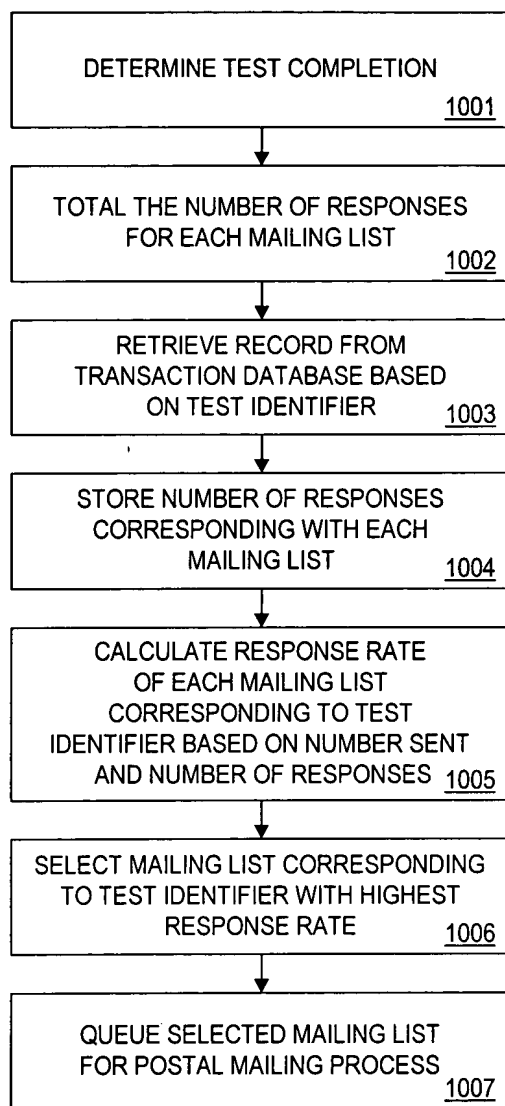 DETERMINE TEST COMPLETION
1001
TOTAL THE NUMBER OF RESPONSES
FOR EACH MAILING LIST
1002
RETRIEVE RECORD FROM
TRANSACTION DATABASE BASED
ON TEST IDENTIFIER
1003
STORE NUMBER OF RESPONSES
CORRESPONDING WITH EACH
MAILING LIST
1004
CALCULATE RESPONSE RATE
OF EACH MAILING LIST
CORRESPONDING TO TEST
IDENTIFIER BASED ON NUMBER SENT
AND NUMBER OF RESPONSES
1005
SELECT MAILING LIST CORRESPONDING
TO TEST IDENTIFIER WITH HIGHEST
RESPONSE RATE
1006
QUEUE SELECTED MAILING LIST
FOR POSTAL MAILING PROCESS
1007